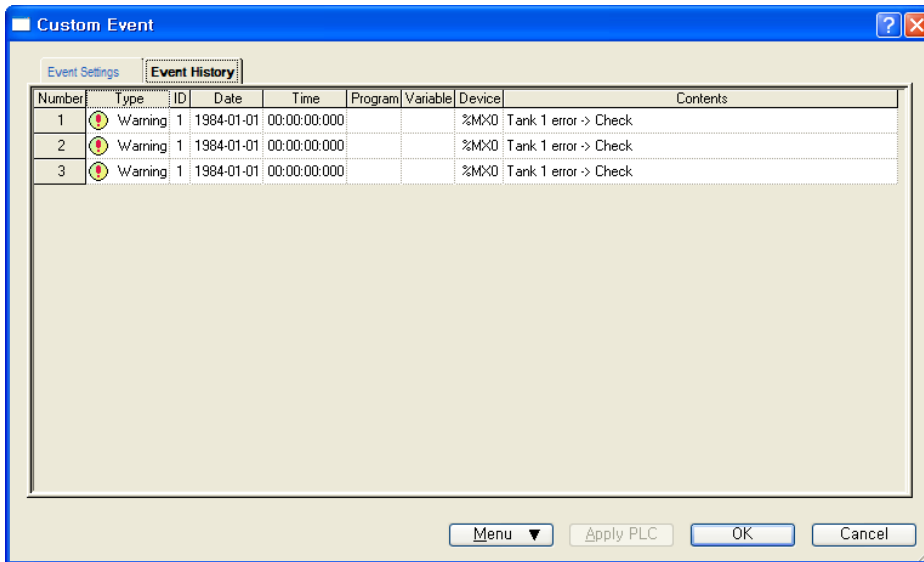 Custom Event
Event Settings Event History
Number Type ID Date Time Program Variable Device Contents
1 Warning 1 1984-01-01 00:00:00:000 %MX0 Tank 1 error -> Check
2 Warning 1 1984-01-01 00:00:00:000 %MX0 Tank 1 error -> Check
3 Warning 1 1984-01-01 00:00:00:000 %MX0 Tank 1 error -> Check
Menu ▼ Apply PLC OK Cancel